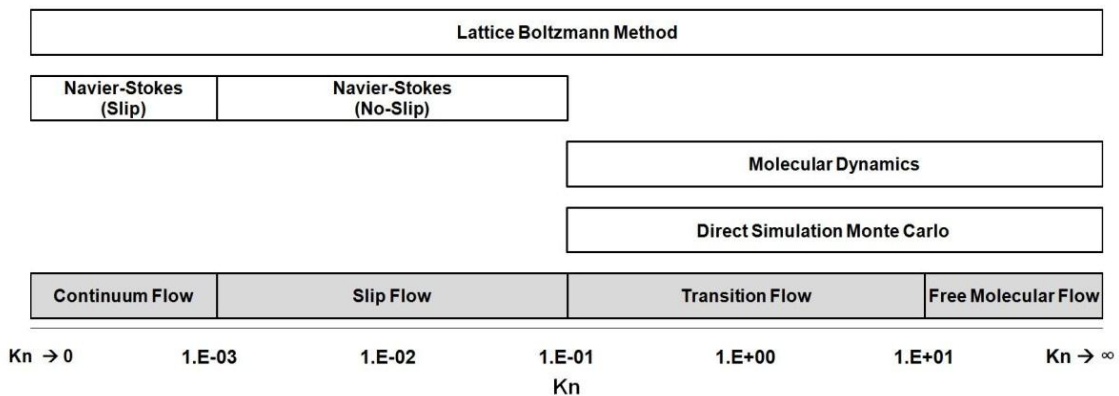 Lattice Boltzmann Method
Navier-Stokes
(Slip)
Navier-Stokes
(No-Slip)
Molecular Dynamics
Direct Simulation Monte Carlo
Continuum Flow
Slip Flow
Transition Flow
Free Molecular Flow
Kn → 0
1.E-03
1.E-02
1.E-01
1.E+00
1.E+01
Kn → ∞
Kn